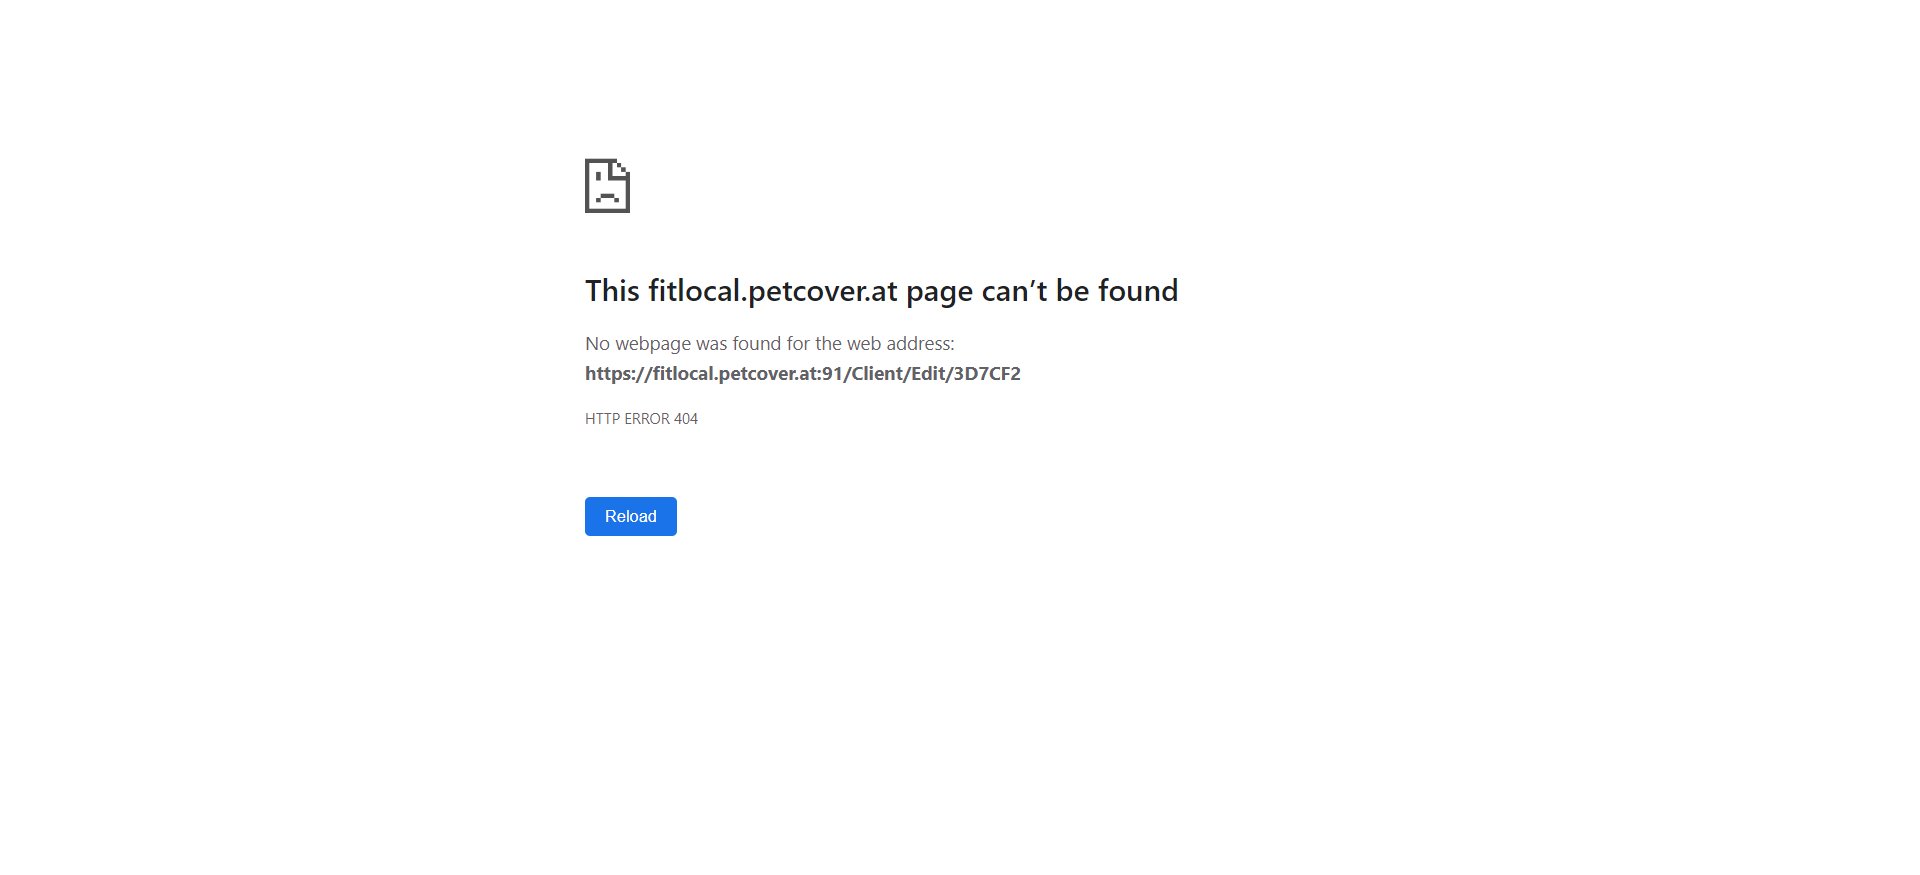 This fitlocal.petcover.at page can’t be found
No webpage was found for the web address:
https://fitlocal.petcover.at:91/Client/Edit/3D7CF2
HTTP ERROR 404
Reload